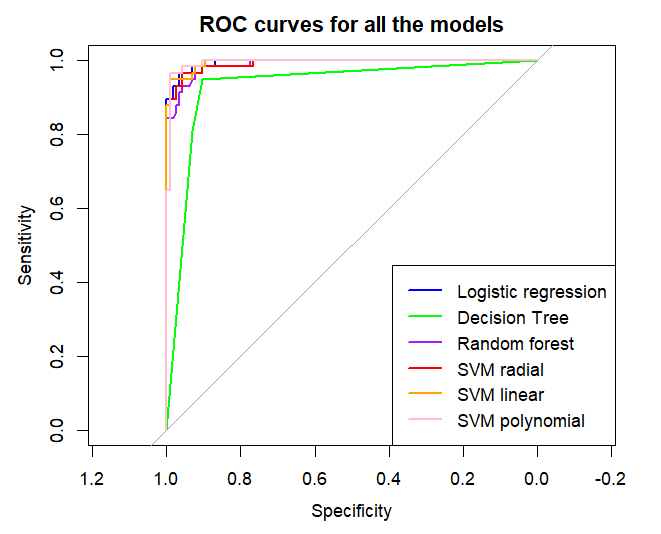 ROC curves for all the models
Sensitivity
1.0
0.8
0.6
0.4
0.2
0.0
Logistic regression
Decision Tree
Random forest
SVM radial
SVM linear
SVM polynomial
1.2 1.0 0.8 0.6 0.4 0.2 0.0 -0.2
Specificity